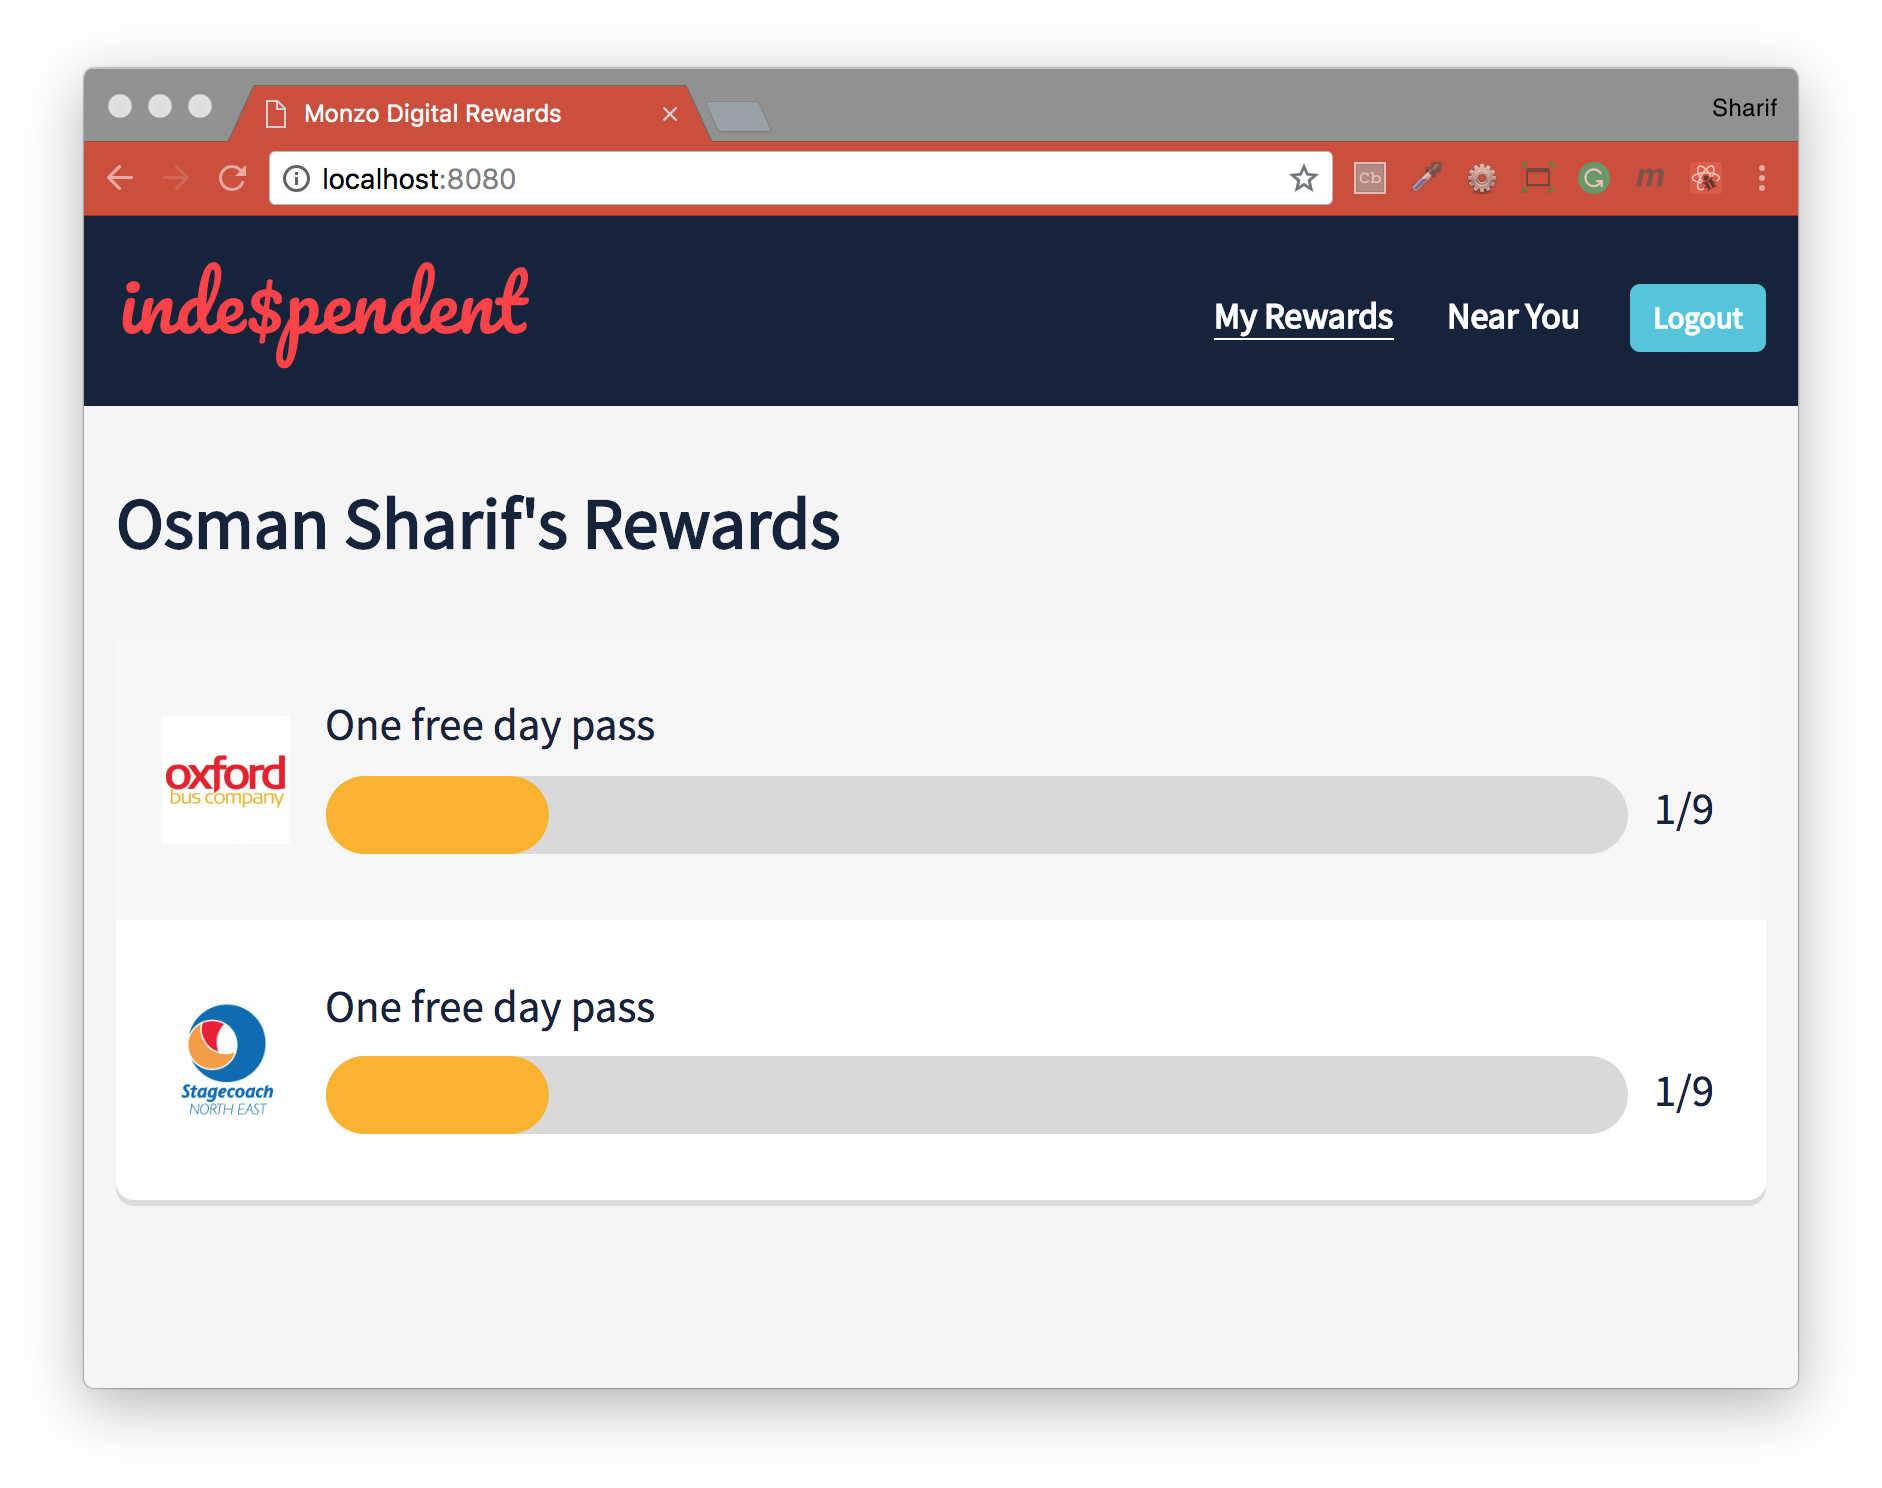 Monzo Digital Rewards
Sharif
localhost:8080
Cb
G
m
inde$pendent
My Rewards
Near You
Logout
Osman Sharif's Rewards
One free day pass
oxford
bus company
1/9
One free day pass
Stagecoach
NORTH EAST
1/9